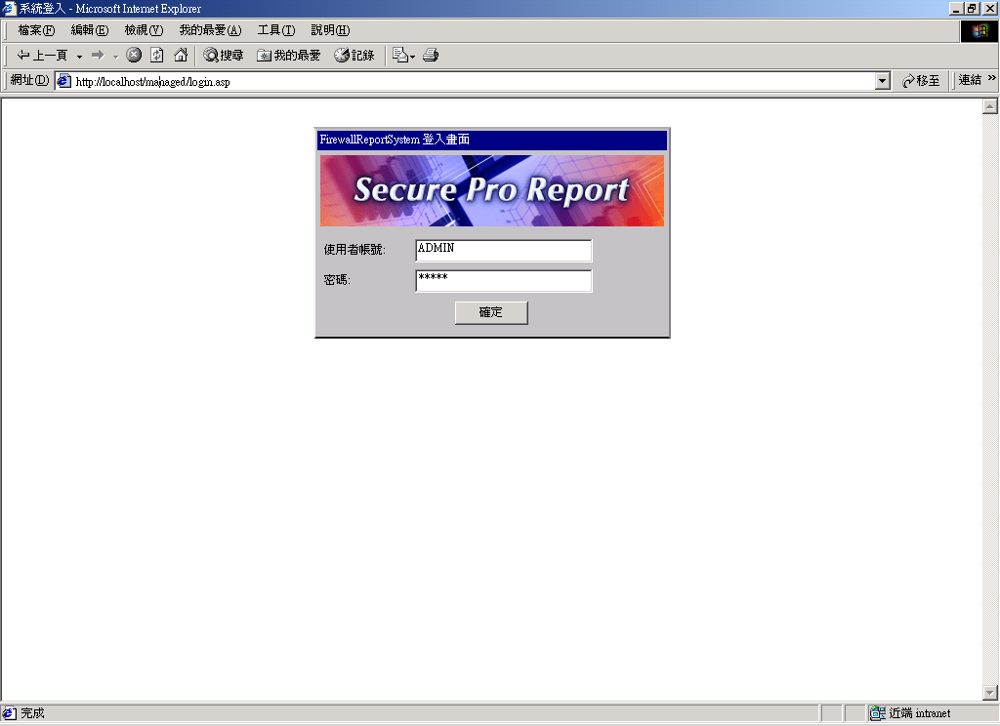 系統登入 - Microsoft Internet Explorer
檔案(F) 編輯(E) 檢視(V) 我的最愛(A) 工具(T) 說明(H)
上一頁 搜尋 我的最愛 記錄
網址(D) http://localhost/managed/login.asp 移至 連結 »
FirewallReportSystem 登入畫面
Secure Pro Report
使用者帳號: ADMIN
密碼: *****
確定
完成 近端 intranet